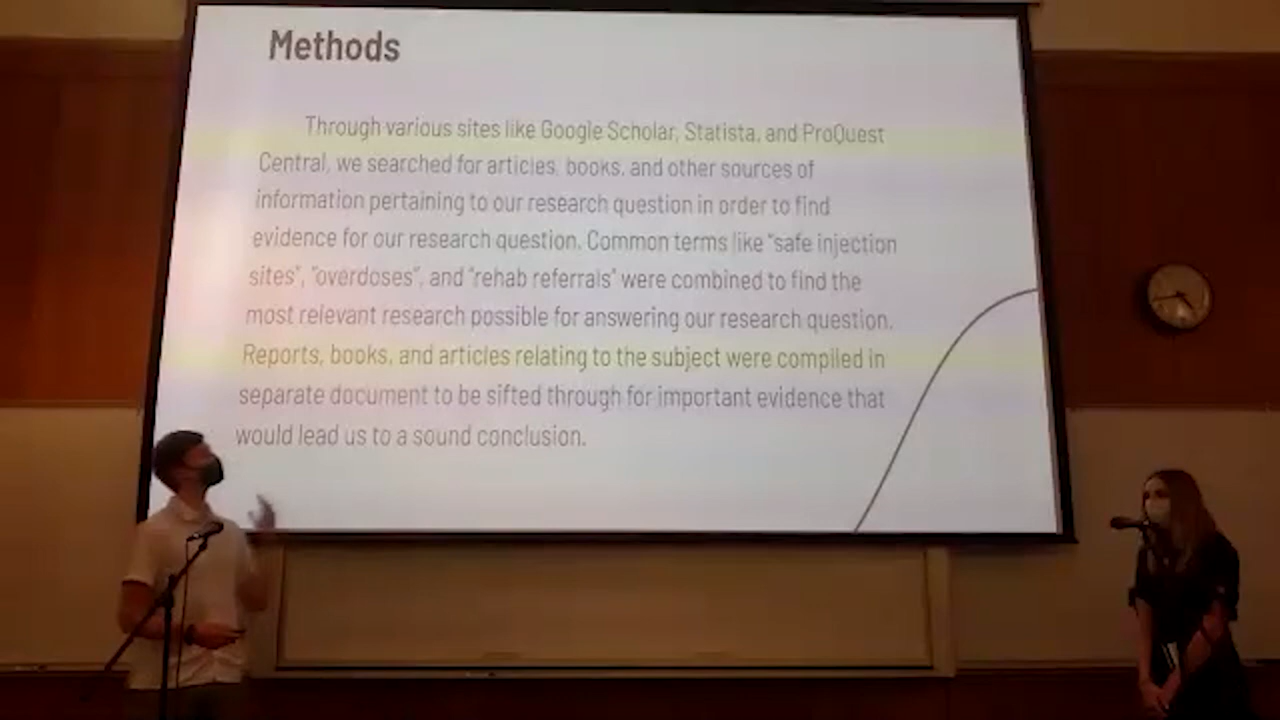 Methods
Through various sites like Google Scholar, Statista, and ProQuest
Central, we searched for articles, books, and other sources of
information pertaining to our research question in order to find
evidence for our research question. Common terms like "safe injection
sites", "overdoses", and "rehab referrals" were combined to find the
most relevant research possible for answering our research question.
Reports, books, and articles relating to the subject were compiled in
separate document to be sifted through for important evidence that
would lead us to a sound conclusion.